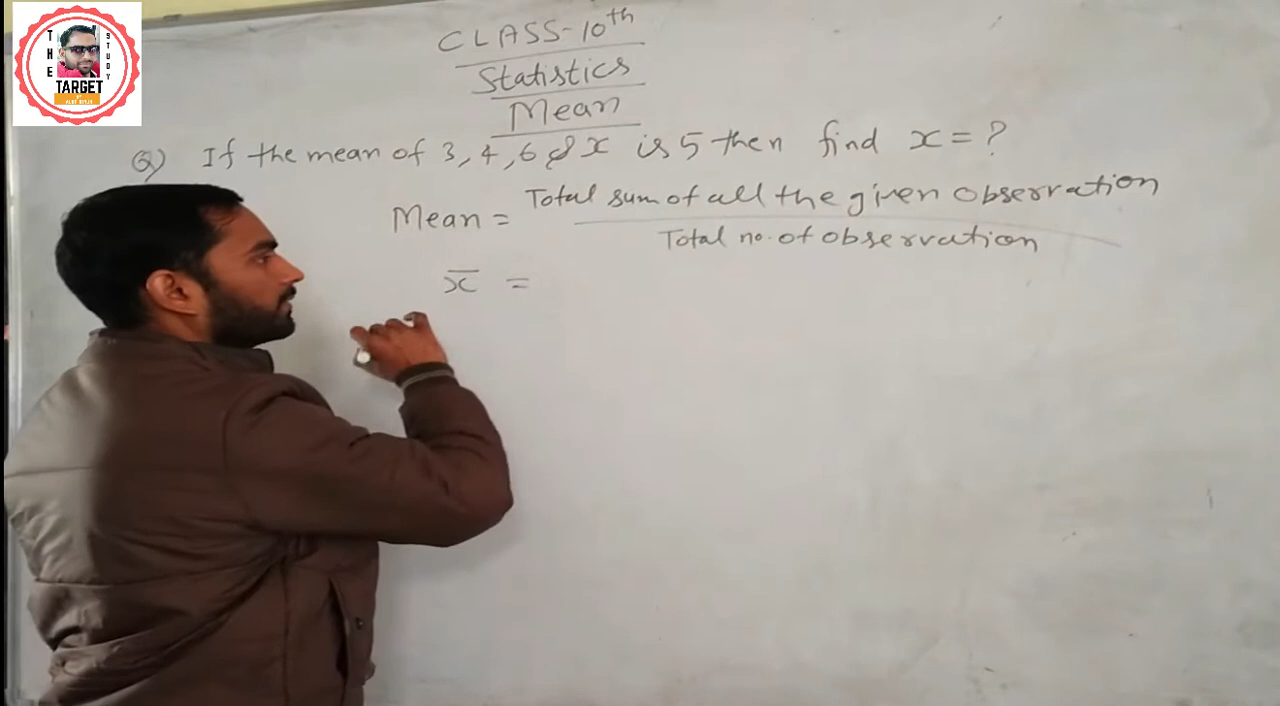 THE
STUDY
TARGET
CLASS-10th
Statistics
Mean
Q) If the mean of 3, 4, 6 & x is 5 then find x = ?
Mean = Total sum of all the given observation
Total no. of observation
x̄ =